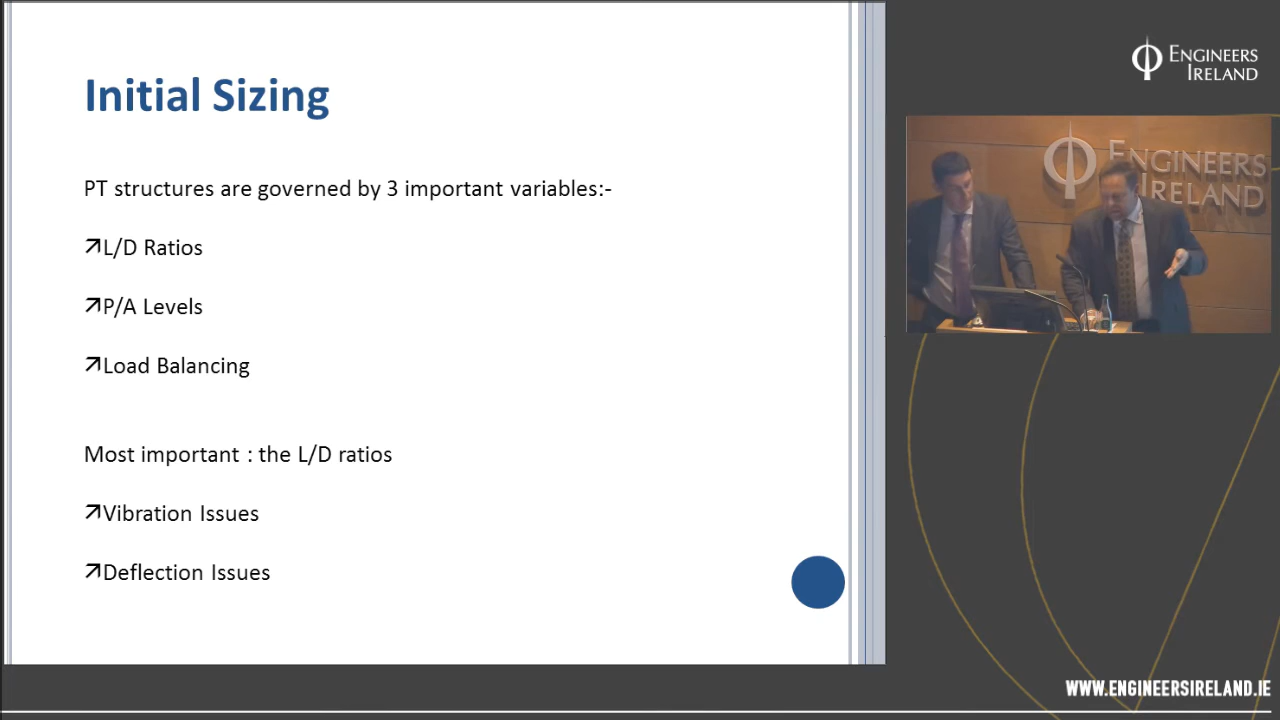 Initial Sizing
PT structures are governed by 3 important variables:-
L/D Ratios
P/A Levels
Load Balancing
Most important : the L/D ratios
Vibration Issues
Deflection Issues
ENGINEERS
IRELAND
ENGINEERS
IRELAND
WWW.ENGINEERSIRELAND.IE